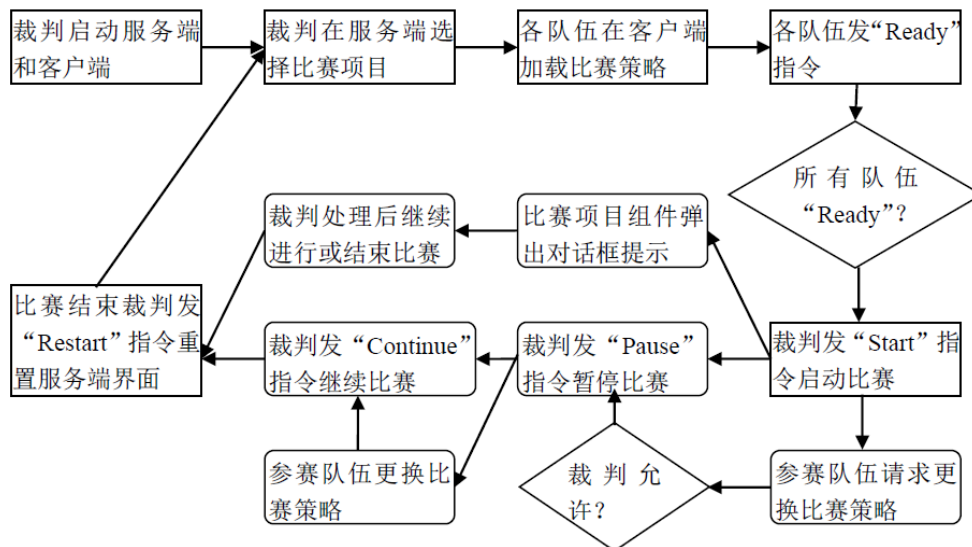 裁判启动服务端
和客户端
裁判在服务端选
择比赛项目
各队伍在客户端
加载比赛策略
各队伍发“Ready”
指令
所有队伍
“Ready”?
裁判处理后继续
进行或结束比赛
比赛项目组件弹
出对话框提示
比赛结束裁判发
“Restart”指令重
置服务端界面
裁判发“Continue”
指令继续比赛
裁判发“Pause”
指令暂停比赛
裁判发“Start”指
令启动比赛
参赛队伍更换比
赛策略
裁判允
许?
参赛队伍请求更
换比赛策略